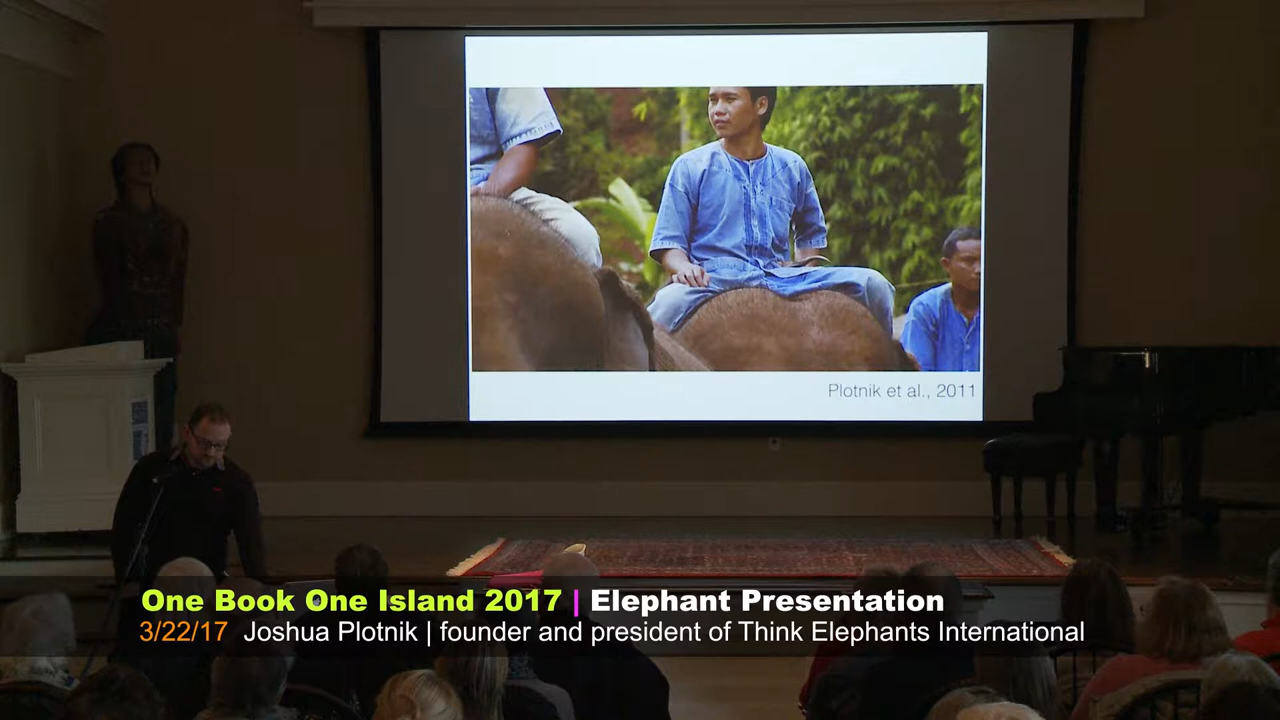 Plotnik et al., 2011
One Book One Island 2017 | Elephant Presentation
3/22/17 Joshua Plotnik | founder and president of Think Elephants International